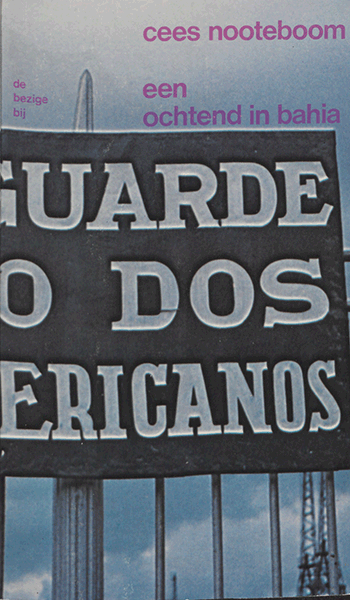 cees nooteboom
de
bezige
bij
een
ochtend in bahia
GUARDE
O DOS
ERICANOS